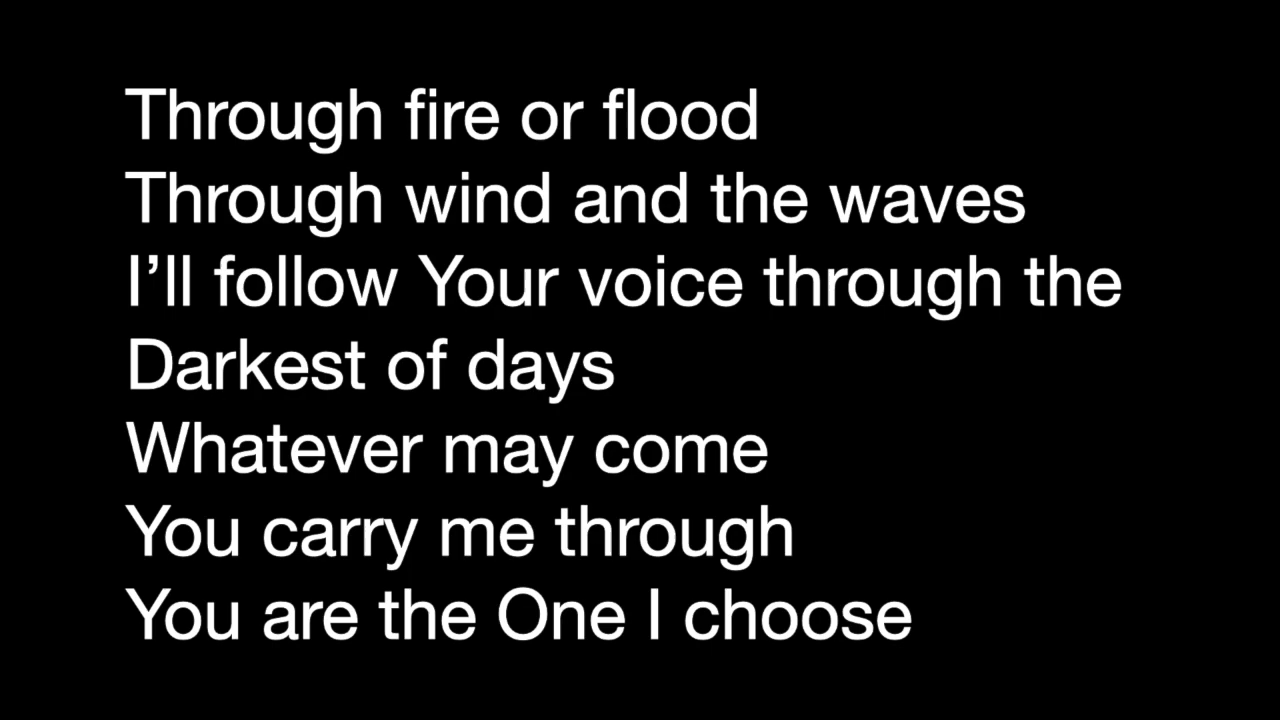 Through fire or flood
Through wind and the waves
I’ll follow Your voice through the
Darkest of days
Whatever may come
You carry me through
You are the One I choose